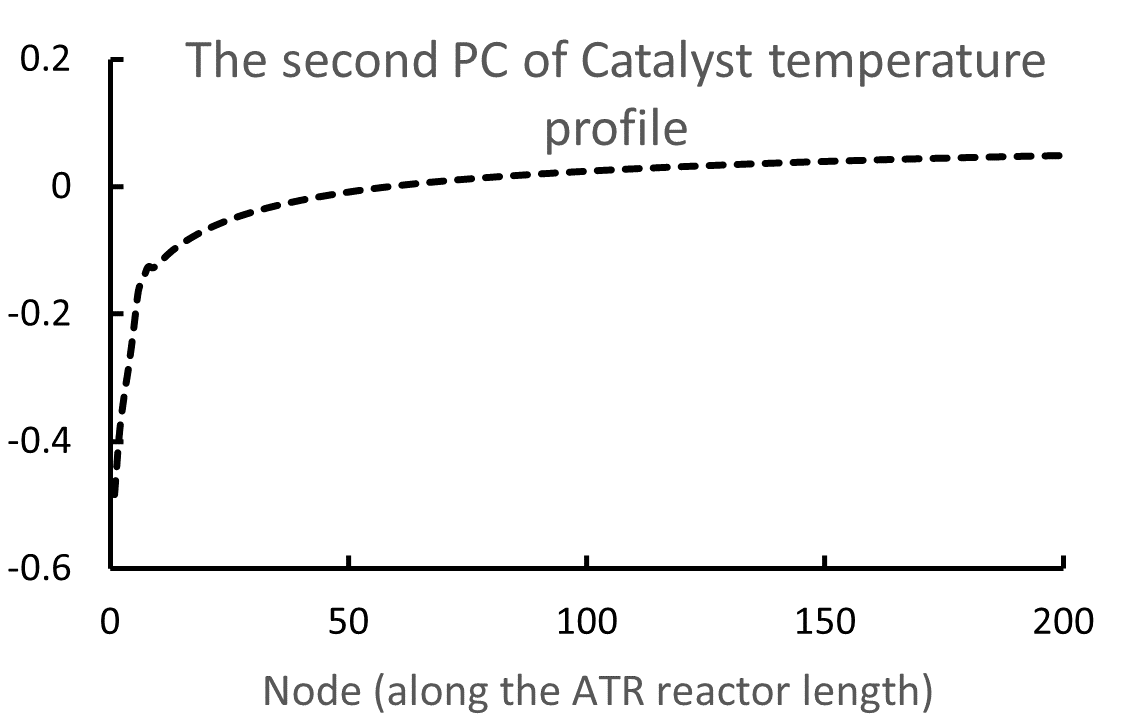 The second PC of Catalyst temperature
profile
0.2
0
-0.2
-0.4
-0.6
0 50 100 150 200
Node (along the ATR reactor length)